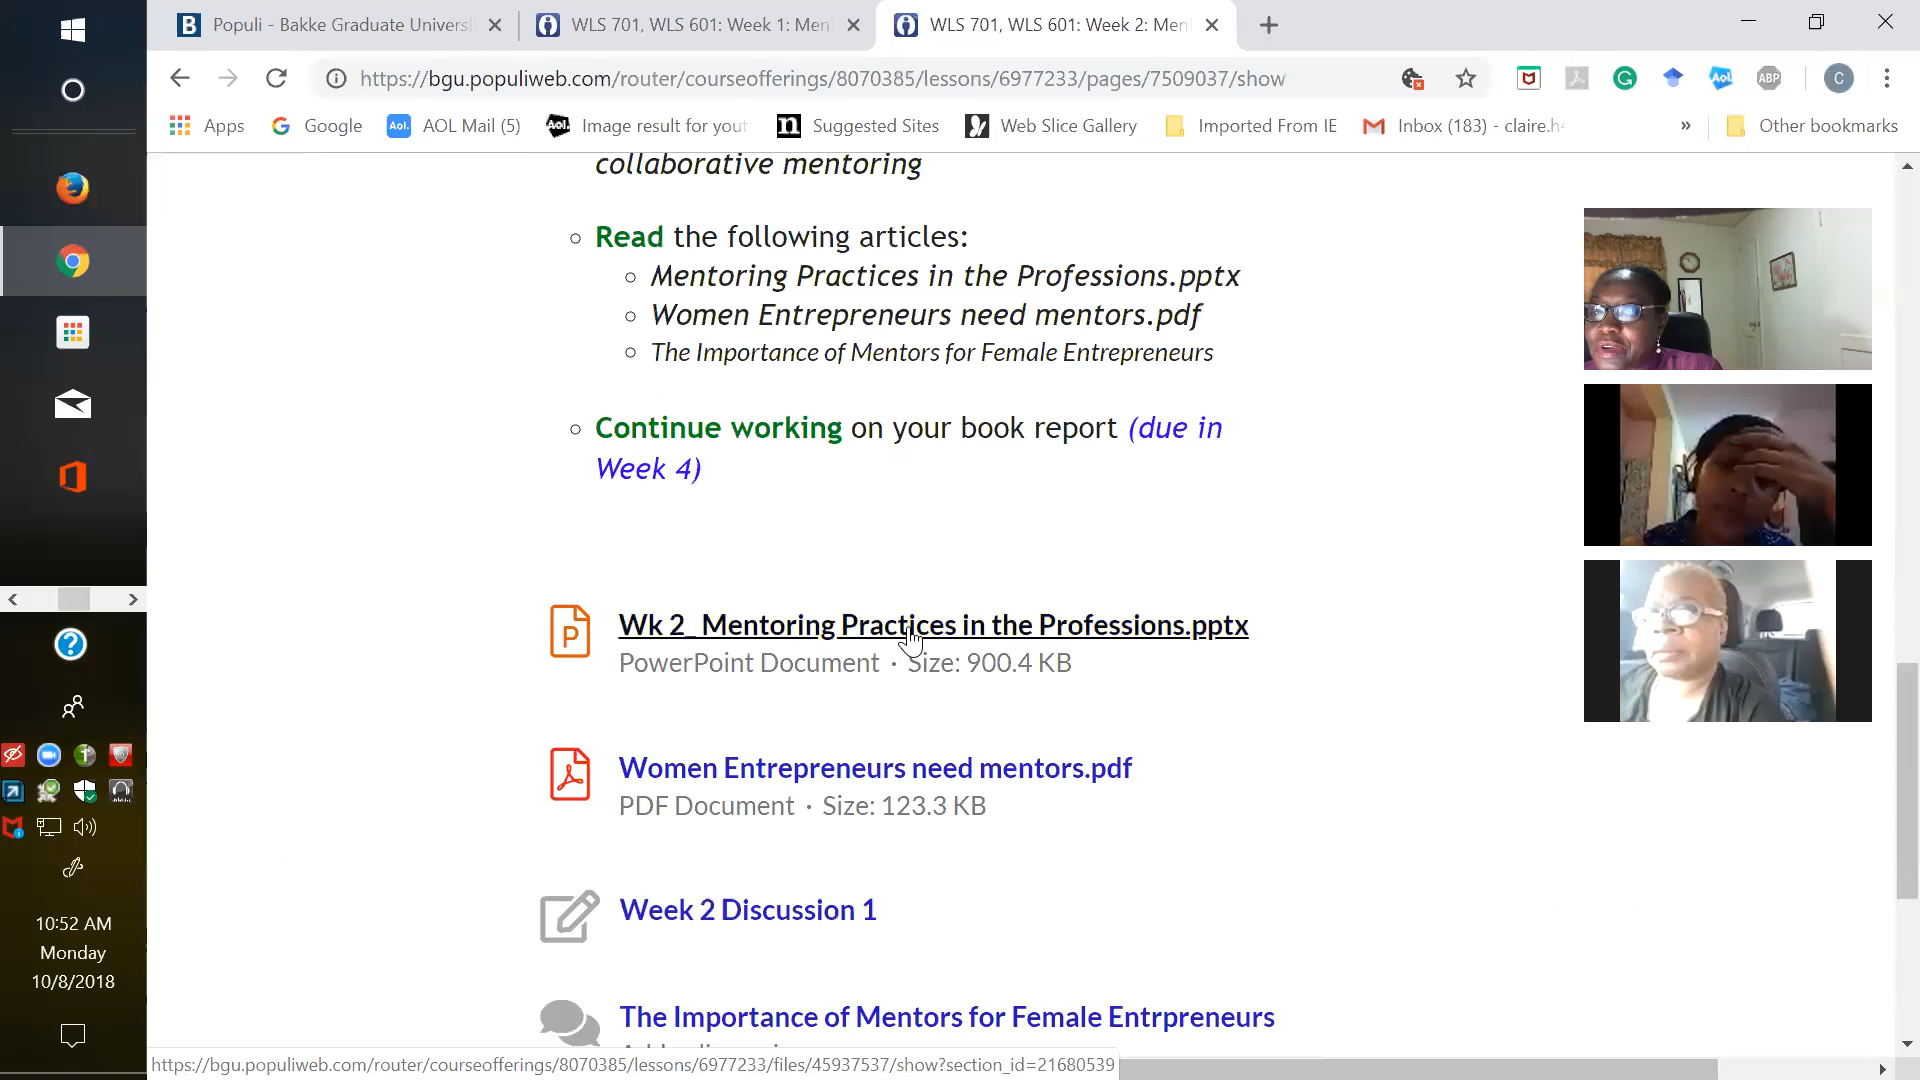 Populi - Bakke Graduate Univers
WLS 701, WLS 601: Week 1: Men
WLS 701, WLS 601: Week 2: Men
https://bgu.populiweb.com/router/courseofferings/8070385/lessons/6977233/pages/7509037/show
Aol
ABP
C
Apps
Google
Aol.
AOL Mail (5)
Aol.
Image result for yout
n
Suggested Sites
Web Slice Gallery
Imported From IE
Inbox (183) - claire.h
»
Other bookmarks
collaborative mentoring
Read the following articles:
Mentoring Practices in the Professions.pptx
Women Entrepreneurs need mentors.pdf
The Importance of Mentors for Female Entrepreneurs
Continue working on your book report (due in
Week 4)
P
Wk 2_ Mentoring Practices in the Professions.pptx
PowerPoint Document · Size: 900.4 KB
Women Entrepreneurs need mentors.pdf
PDF Document · Size: 123.3 KB
Week 2 Discussion 1
The Importance of Mentors for Female Entrpreneurs
10:52 AM
Monday
10/8/2018
https://bgu.populiweb.com/router/courseofferings/8070385/lessons/6977233/files/45937537/show?section_id=21680539